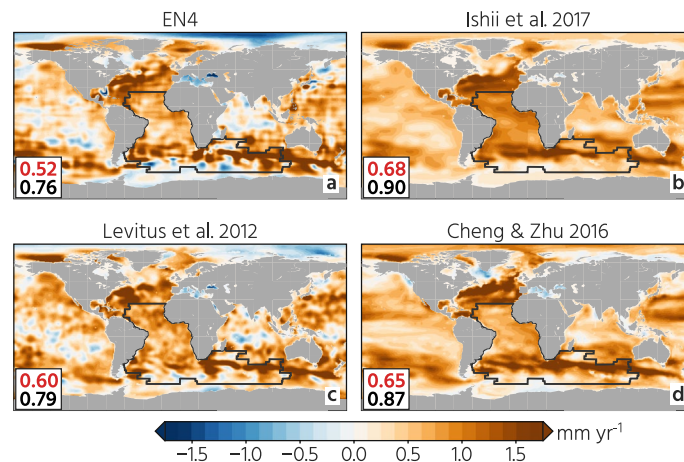 EN4
Ishii et al. 2017
0.52
0.76
a
0.68
0.90
b
Levitus et al. 2012
Cheng & Zhu 2016
0.60
0.79
c
0.65
0.87
d
−1.5 −1.0 −0.5 0.0 0.5 1.0 1.5 mm yr⁻¹